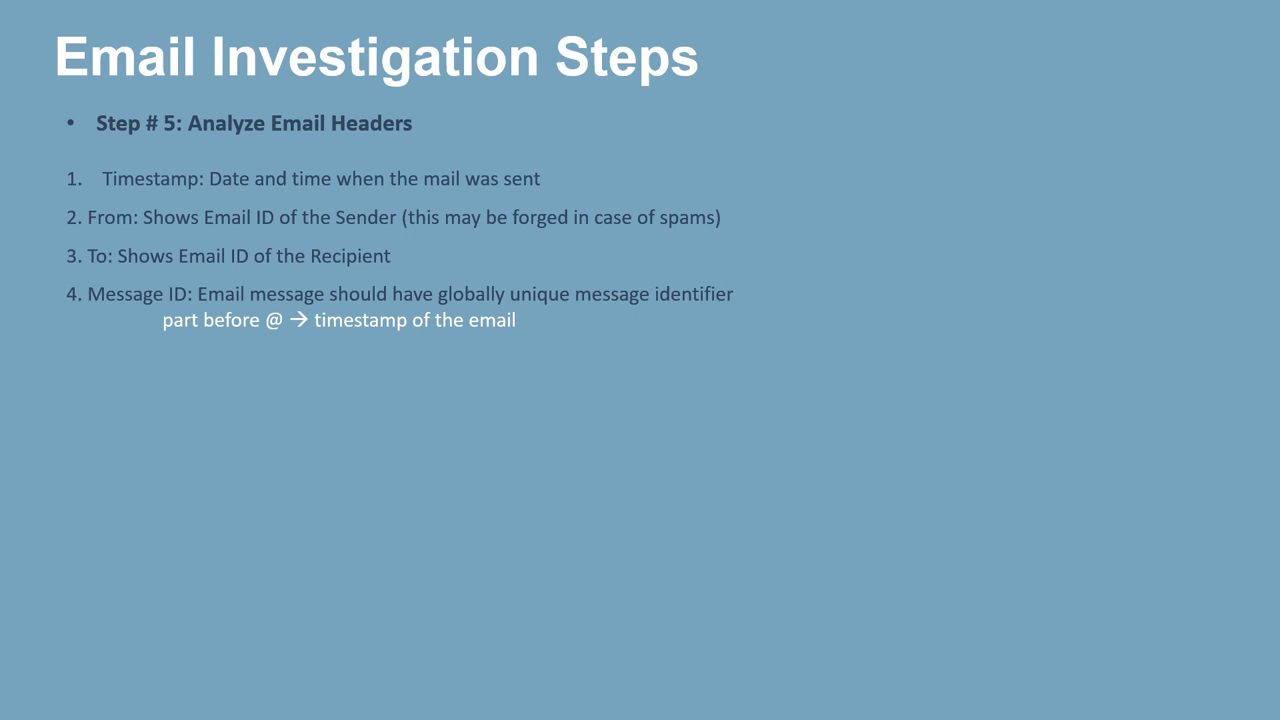 Email Investigation Steps
• Step # 5: Analyze Email Headers
1. Timestamp: Date and time when the mail was sent
2. From: Shows Email ID of the Sender (this may be forged in case of spams)
3. To: Shows Email ID of the Recipient
4. Message ID: Email message should have globally unique message identifier
part before @ → timestamp of the email